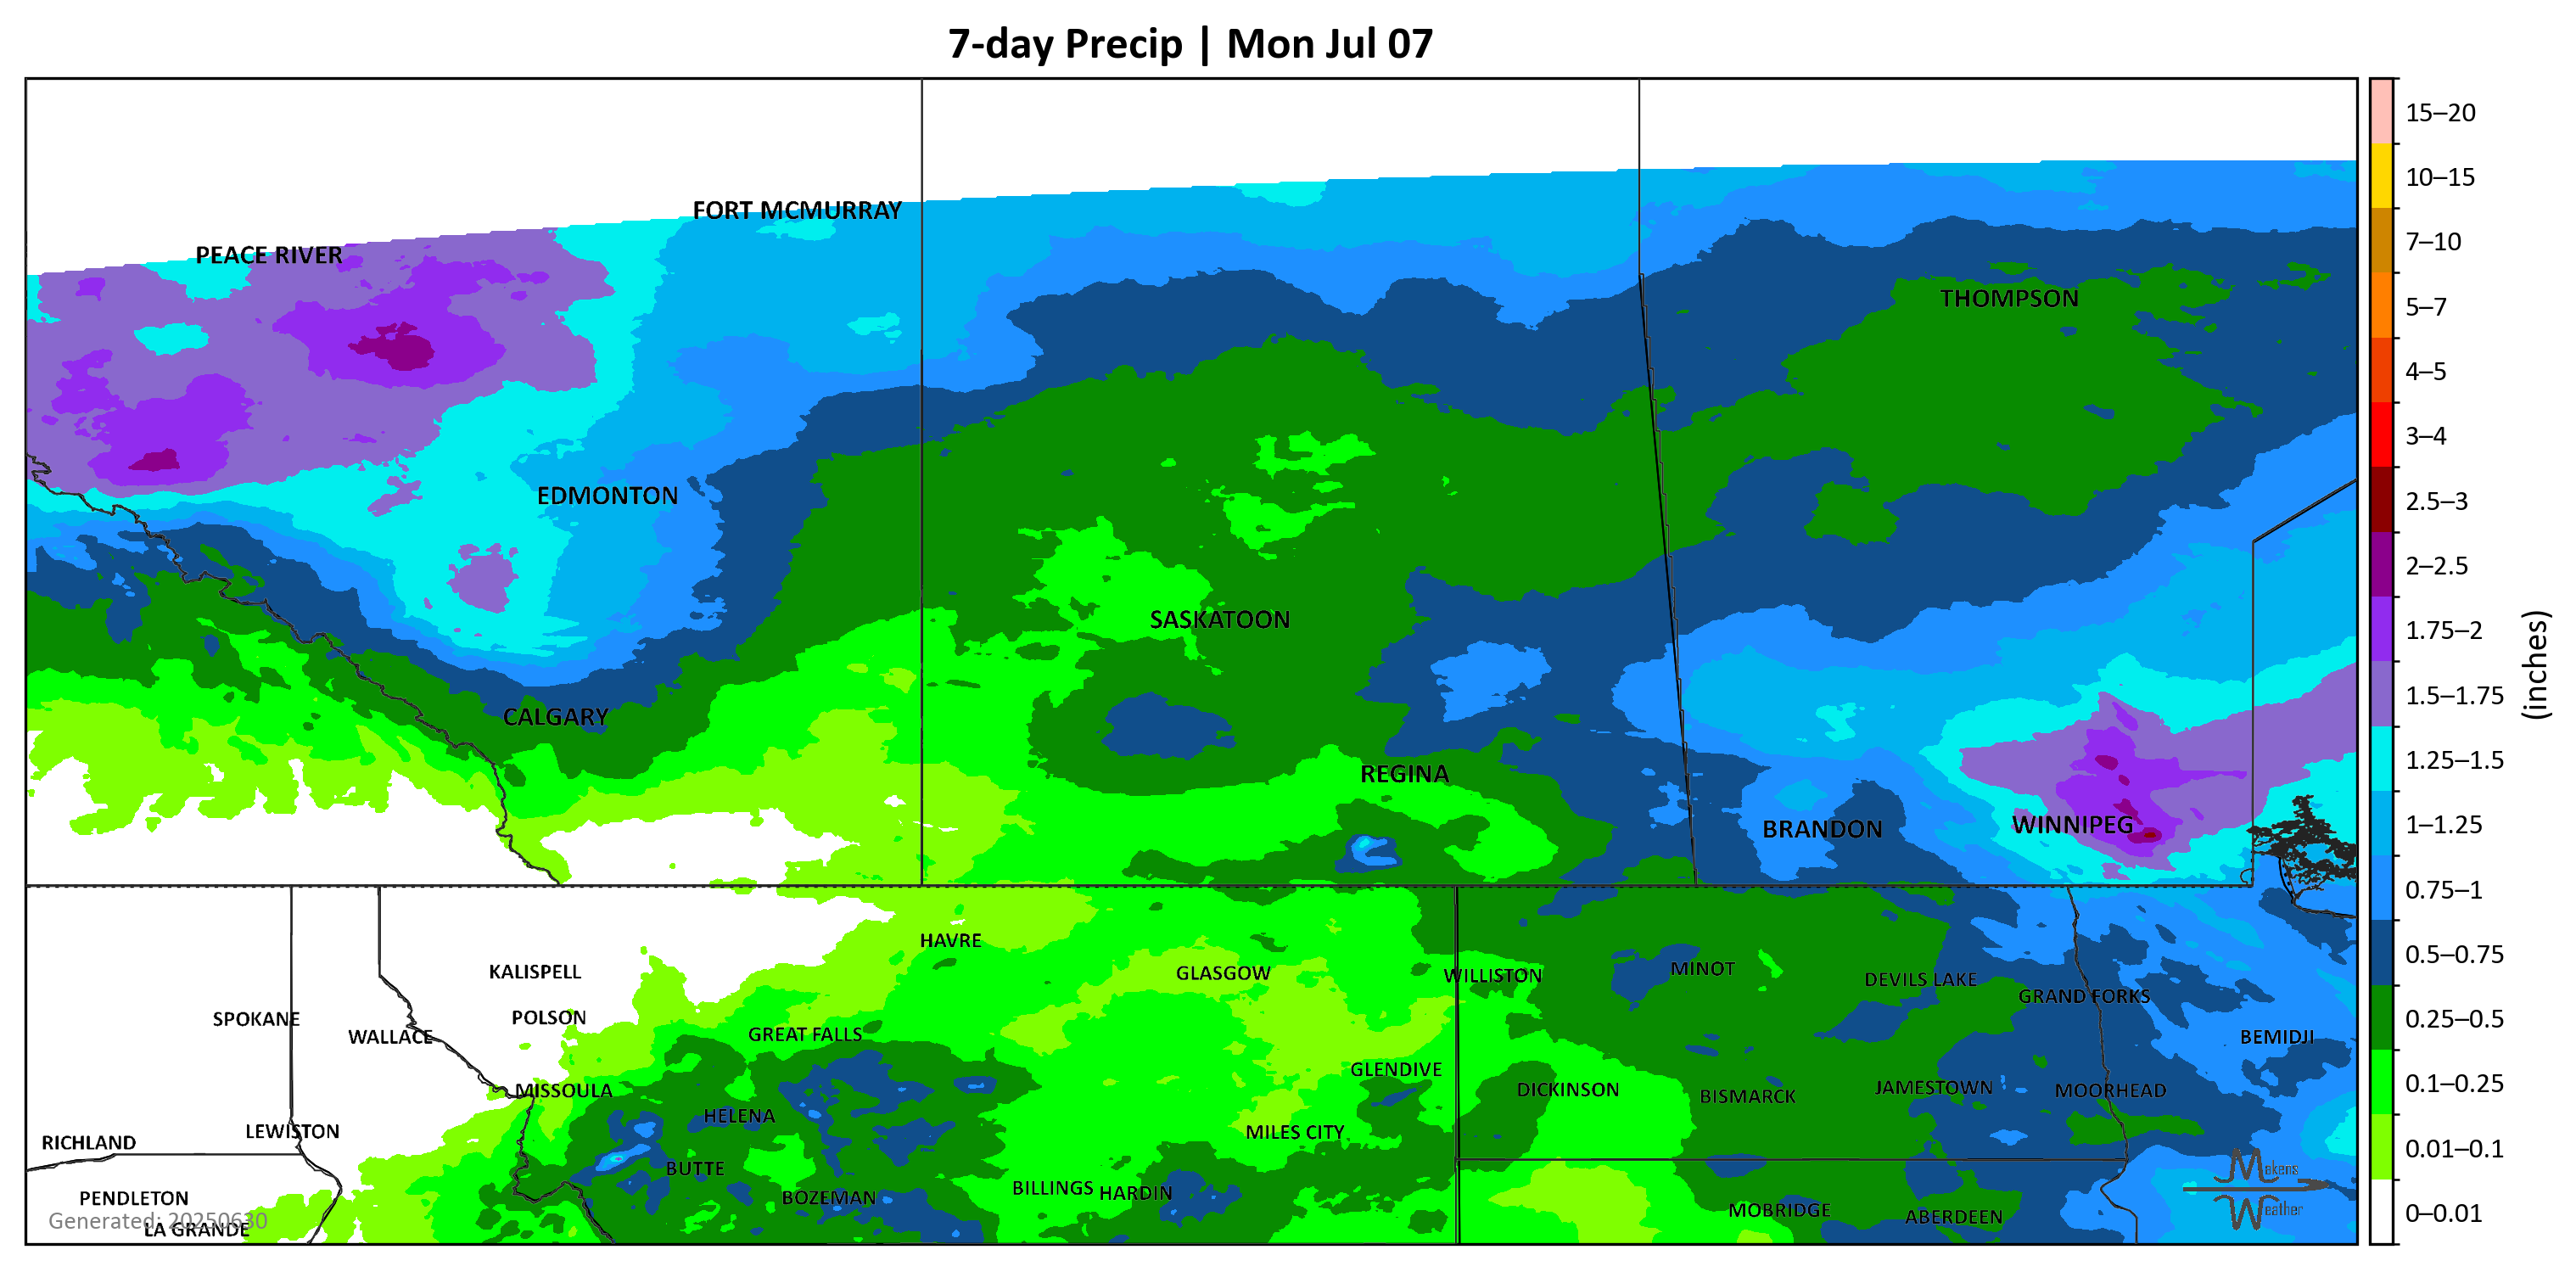 7-day Precip | Mon Jul 07
15–20
10–15
7–10
5–7
4–5
3–4
2.5–3
2–2.5
1.75–2
1.5–1.75
1.25–1.5
1–1.25
0.75–1
0.5–0.75
0.25–0.5
0.1–0.25
0.01–0.1
0–0.01
(inches)
FORT MCMURRAY
PEACE RIVER
THOMPSON
EDMONTON
SASKATOON
CALGARY
REGINA
BRANDON
WINNIPEG
HAVRE
KALISPELL
GLASGOW
WILLISTON
MINOT
DEVILS LAKE
GRAND FORKS
SPOKANE
POLSON
WALLACE
GREAT FALLS
BEMIDJI
GLENDIVE
MISSOULA
DICKINSON
BISMARCK
JAMESTOWN
MOORHEAD
HELENA
RICHLAND
LEWISTON
MILES CITY
BUTTE
PENDLETON
BOZEMAN
BILLINGS
HARDIN
MOBRIDGE
ABERDEEN
Generated: 20250630
LA GRANDE
Makens
Weather